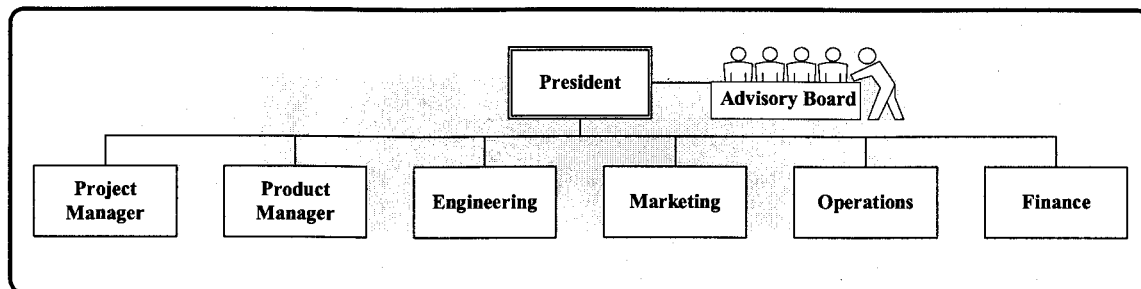 President
Advisory Board
Project
Manager
Product
Manager
Engineering
Marketing
Operations
Finance